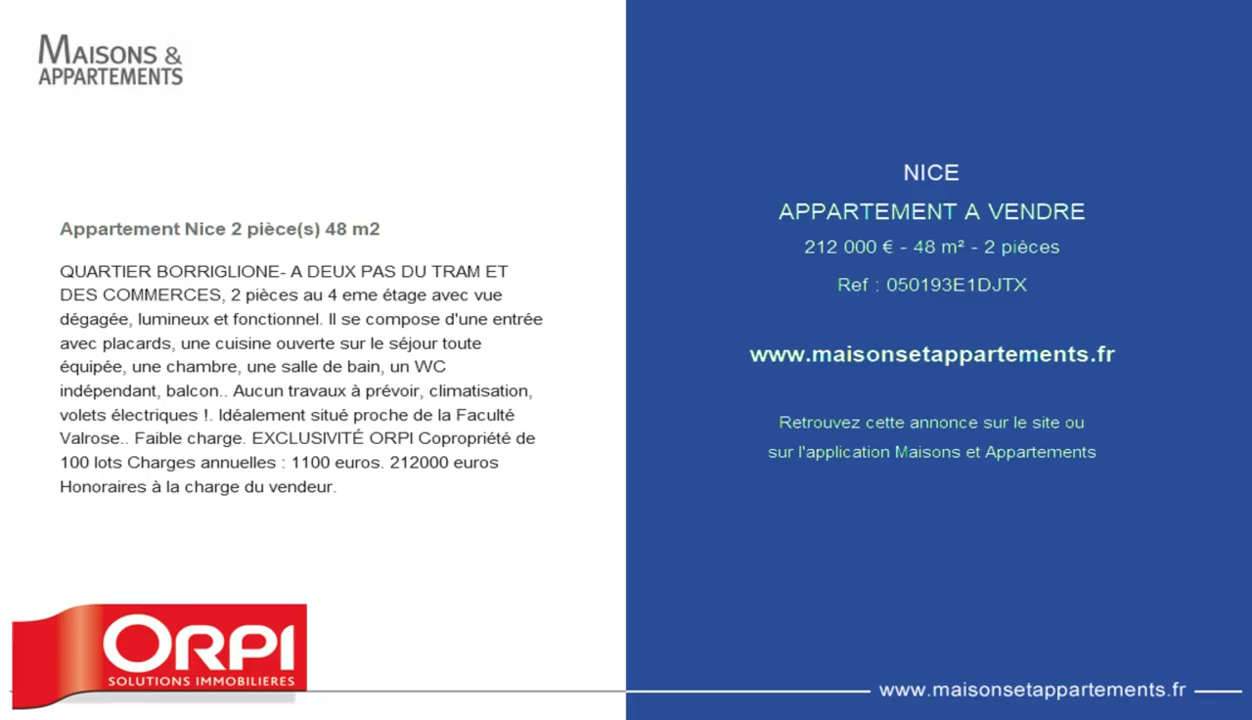 MAISONS &
APPARTEMENTS
Appartement Nice 2 pièce(s) 48 m2
QUARTIER BORRIGLIONE- A DEUX PAS DU TRAM ET
DES COMMERCES, 2 pièces au 4 eme étage avec vue
dégagée, lumineux et fonctionnel. Il se compose d'une entrée
avec placards, une cuisine ouverte sur le séjour toute
équipée, une chambre, une salle de bain, un WC
indépendant, balcon.. Aucun travaux à prévoir, climatisation,
volets électriques !. Idéalement situé proche de la Faculté
Valrose.. Faible charge. EXCLUSIVITÉ ORPI Copropriété de
100 lots Charges annuelles : 1100 euros. 212000 euros
Honoraires à la charge du vendeur.
ORPI
SOLUTIONS IMMOBILIERES
NICE
APPARTEMENT A VENDRE
212 000 € - 48 m² - 2 pièces
Ref : 050193E1DJTX
www.maisonsetappartements.fr
Retrouvez cette annonce sur le site ou
sur l'application Maisons et Appartements
www.maisonsetappartements.fr